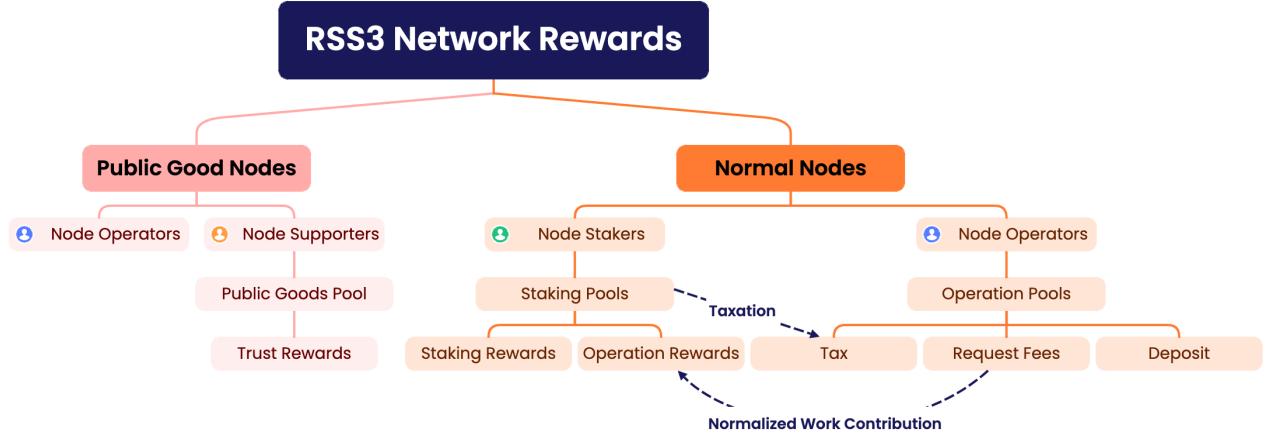 RSS3 Network Rewards
Public Good Nodes
Normal Nodes
Node Operators
Node Supporters
Node Stakers
Node Operators
Public Goods Pool
Staking Pools
Operation Pools
Taxation
Trust Rewards
Staking Rewards
Operation Rewards
Tax
Request Fees
Deposit
Normalized Work Contribution